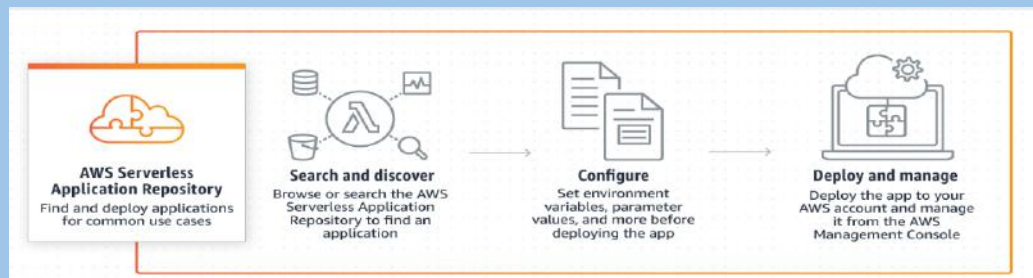 AWS Serverless
Application Repository
Find and deploy applications
for common use cases
Search and discover
Browse or search the AWS
Serverless Application
Repository to find an
application
Configure
Set environment
variables, parameter
values, and more before
deploying the app
Deploy and manage
Deploy the app to your
AWS account and manage
it from the AWS
Management Console